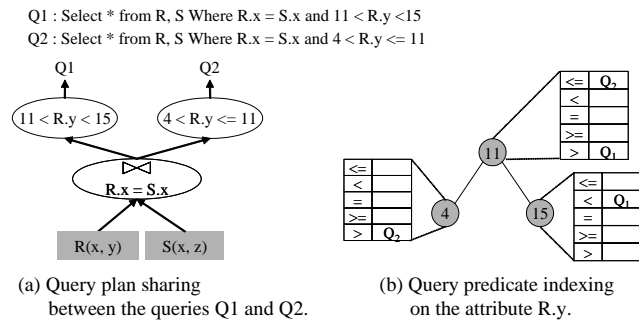 Q1 : Select * from R, S Where R.x = S.x and 11 < R.y <15
Q2 : Select * from R, S Where R.x = S.x and 4 < R.y <= 11
Q1
Q2
11 < R.y < 15
4 < R.y <= 11
R.x = S.x
R(x, y)
S(x, z)
<= Q2
<
=
>=
> Q1
11
<=
<
=
>=
> Q2
4
15
<=
< Q1
=
>=
>
(a) Query plan sharing
between the queries Q1 and Q2.
(b) Query predicate indexing
on the attribute R.y.